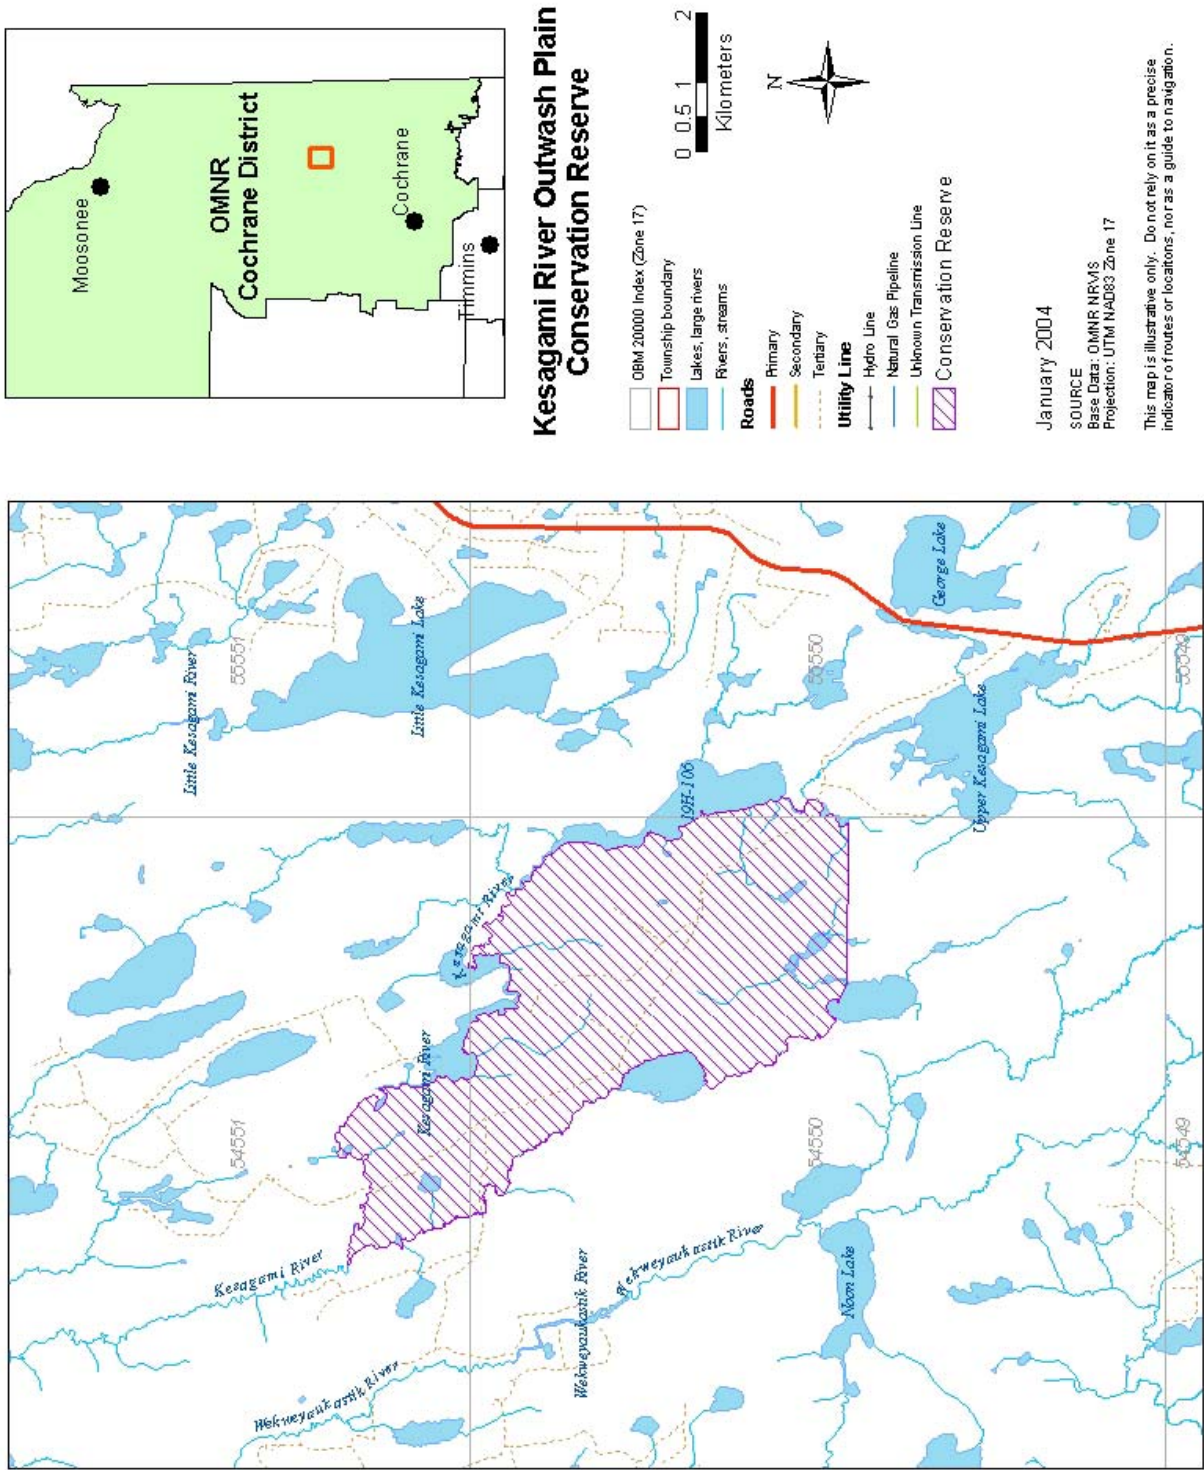 Moosonee
OMNR
Cochrane District
Cochrane
Timmins
Kesagami River Outwash Plain
Conservation Reserve
OBM 20000 Index (Zone 17)
Township boundary
Lakes, large rivers
Rivers, streams
Roads
Primary
Secondary
Tertiary
Utility Line
Hydro Line
Natural Gas Pipeline
Unknown Transmission Line
Conservation Reserve
0 0.5 1 2
Kilometers
N
January 2004
SOURCE
Base Data: OMNR NRVIS
Projection: UTM NAD83 Zone 17
This map is illustrative only. Do not rely on it as a precise
indicator of routes or locaitons, nor as a guide to navigation.
Little Kesagami River
55551
Little Kesagami Lake
19H-106
55550
George Lake
Upper Kesagami Lake
55549
Kesagami River
Kesagami River
54551
Kesagami River
54550
54549
Wekweyaukastik River
Wekweyaukastik River
Wekweyaukastik River
Noon Lake